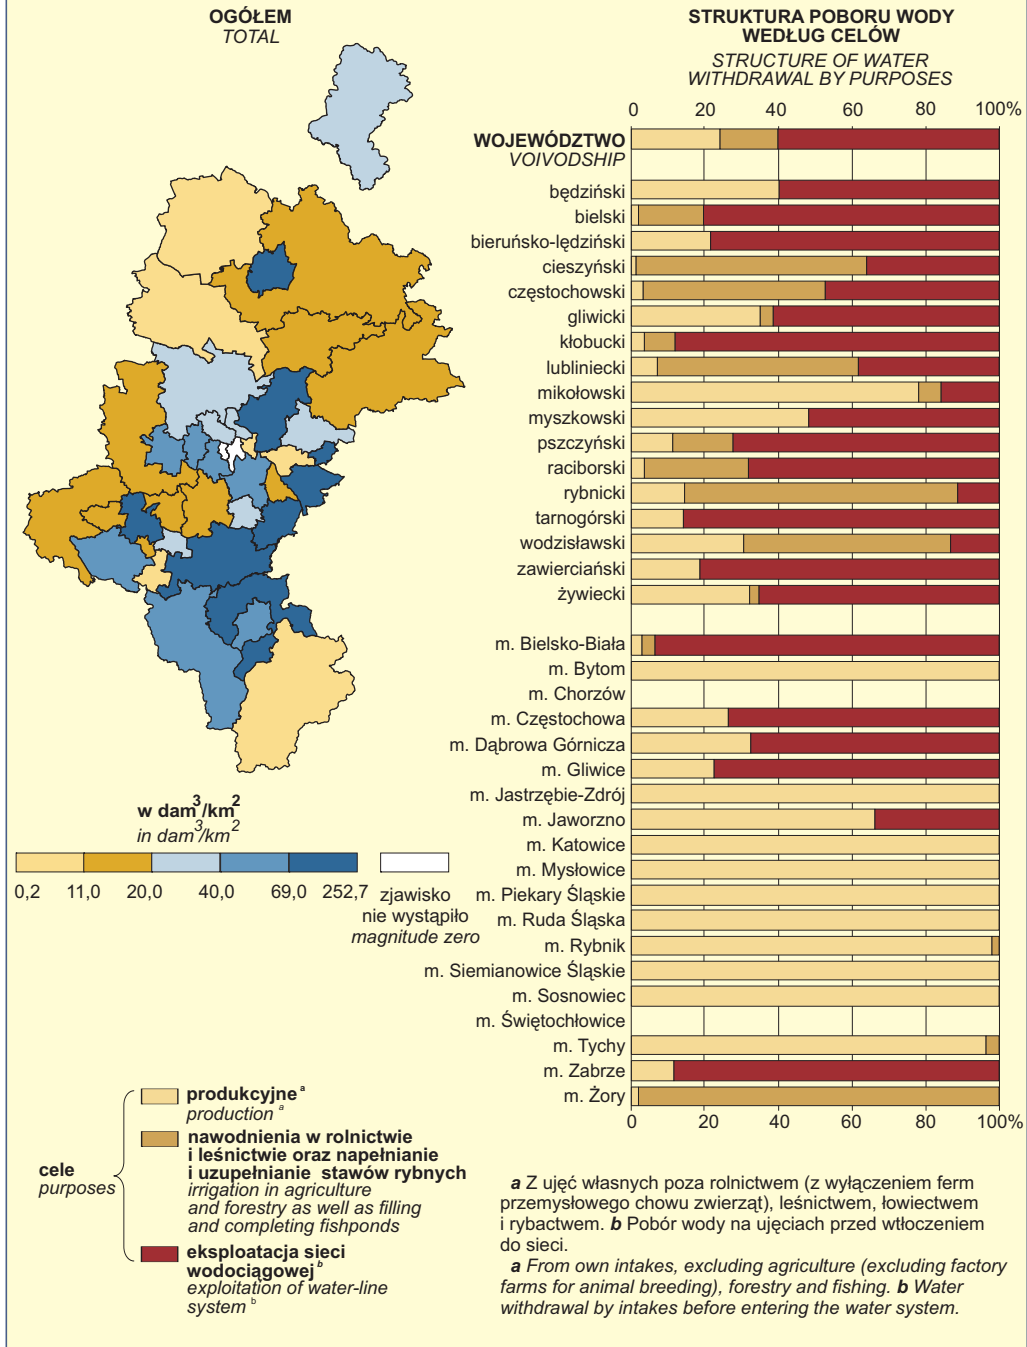 OGÓŁEM
TOTAL
w dam³/km²
in dam³/km²
0,2 11,0 20,0 40,0 69,0 252,7
zjawisko
nie wystąpiło
magnitude zero
STRUKTURA POBORU WODY
WEDŁUG CELÓW
STRUCTURE OF WATER
WITHDRAWAL BY PURPOSES
0 20 40 60 80 100%
WOJEWÓDZTWO
VOIVODSHIP
będziński
bielski
bieruńsko-lędziński
cieszyński
częstochowski
gliwicki
kłobucki
lubliniecki
mikołowski
myszkowski
pszczyński
raciborski
rybnicki
tarnogórski
wodzisławski
zawierciański
żywiecki
m. Bielsko-Biała
m. Bytom
m. Chorzów
m. Częstochowa
m. Dąbrowa Górnicza
m. Gliwice
m. Jastrzębie-Zdrój
m. Jaworzno
m. Katowice
m. Mysłowice
m. Piekary Śląskie
m. Ruda Śląska
m. Rybnik
m. Siemianowice Śląskie
m. Sosnowiec
m. Świętochłowice
m. Tychy
m. Zabrze
m. Żory
0 20 40 60 80 100%
cele
purposes
produkcyjne a
production a
nawodnienia w rolnictwie
i leśnictwie oraz napełnianie
i uzupełnianie stawów rybnych
irrigation in agriculture
and forestry as well as filling
and completing fishponds
eksploatacja sieci
wodociągowej b
exploitation of water-line
system b
a Z ujęć własnych poza rolnictwem (z wyłączeniem ferm
przemysłowego chowu zwierząt), leśnictwem, łowiectwem
i rybactwem. b Pobór wody na ujęciach przed wtłoczeniem
do sieci.
a From own intakes, excluding agriculture (excluding factory
farms for animal breeding), forestry and fishing. b Water
withdrawal by intakes before entering the water system.